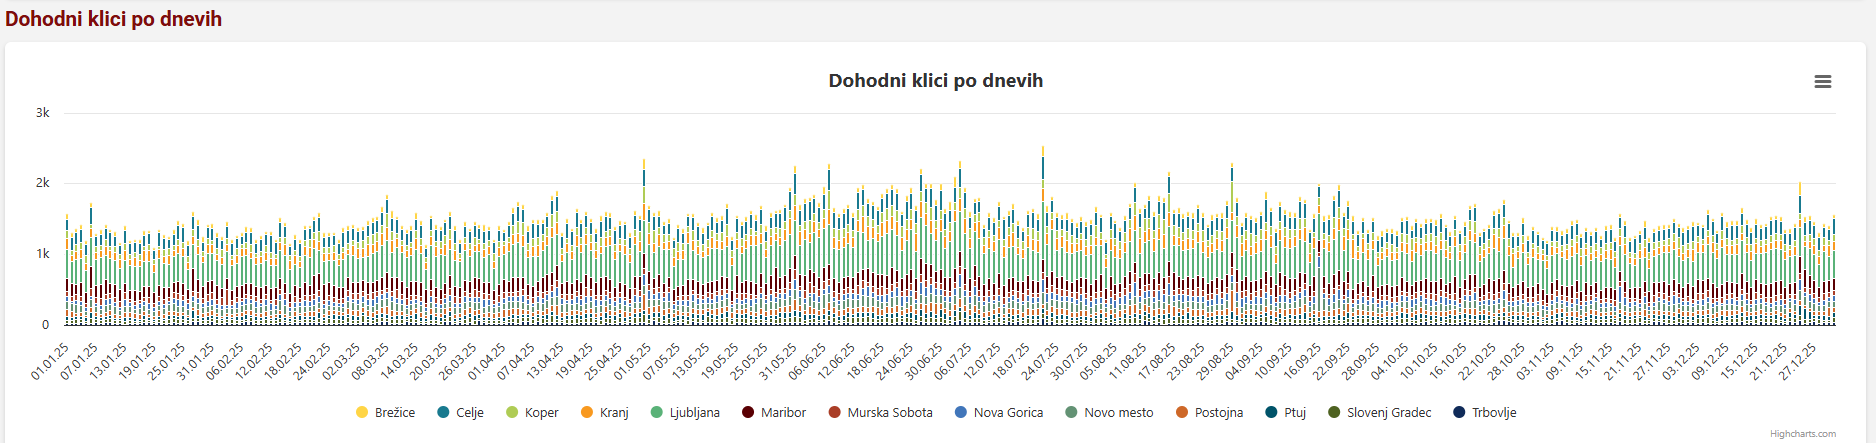 Dohodni klici po dnevih
Dohodni klici po dnevih
3k
2k
1k
0
01.01.25 07.01.25 13.01.25 19.01.25 25.01.25 31.01.25 06.02.25 12.02.25 18.02.25 24.02.25 02.03.25 08.03.25 14.03.25 20.03.25 26.03.25 01.04.25 07.04.25 13.04.25 19.04.25 25.04.25 01.05.25 07.05.25 13.05.25 19.05.25 25.05.25 31.05.25 06.06.25 12.06.25 18.06.25 24.06.25 30.06.25 06.07.25 12.07.25 18.07.25 24.07.25 30.07.25 05.08.25 11.08.25 17.08.25 23.08.25 29.08.25 04.09.25 10.09.25 16.09.25 22.09.25 28.09.25 04.10.25 10.10.25 16.10.25 22.10.25 28.10.25 03.11.25 09.11.25 15.11.25 21.11.25 27.11.25 03.12.25 09.12.25 15.12.25 21.12.25 27.12.25
Brežice Celje Koper Kranj Ljubljana Maribor Murska Sobota Nova Gorica Novo mesto Postojna Ptuj Slovenj Gradec Trbovlje
Highcharts.com